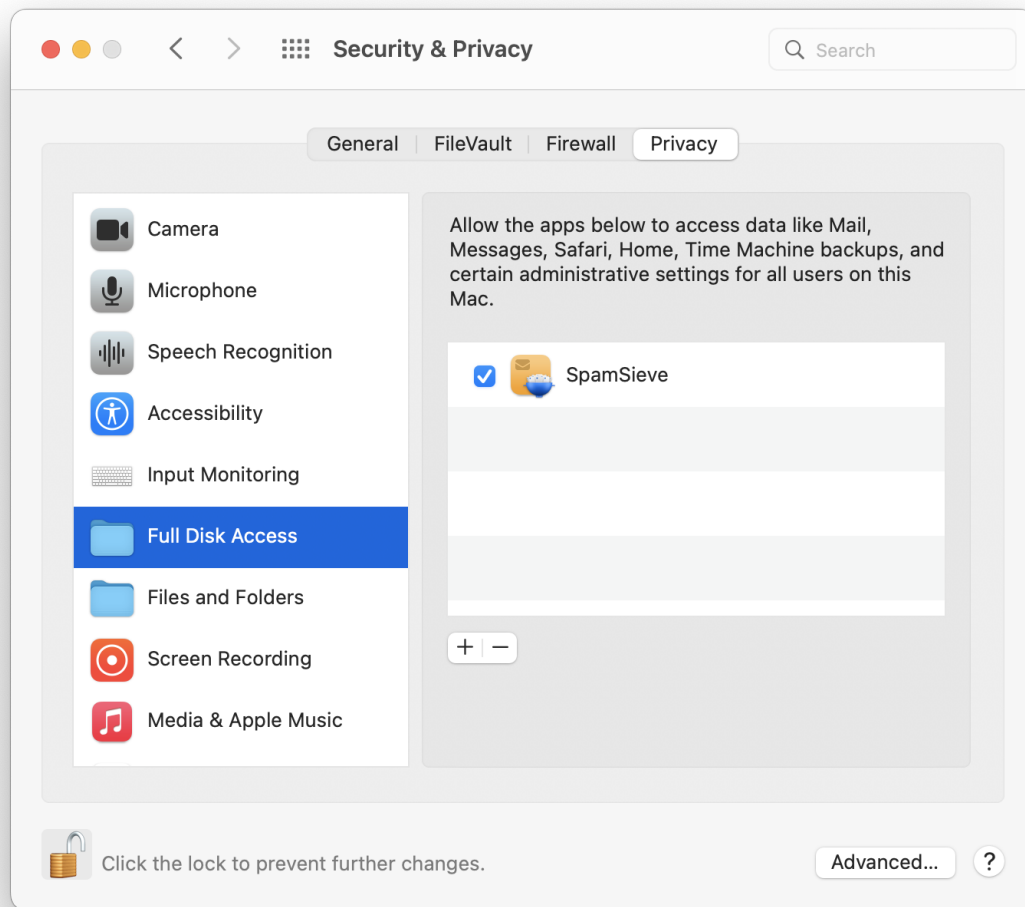 Security & Privacy
Search
General
FileVault
Firewall
Privacy
Camera
Microphone
Speech Recognition
Accessibility
Input Monitoring
Full Disk Access
Files and Folders
Screen Recording
Media & Apple Music
Allow the apps below to access data like Mail,
Messages, Safari, Home, Time Machine backups, and
certain administrative settings for all users on this
Mac.
SpamSieve
Click the lock to prevent further changes.
Advanced...
?